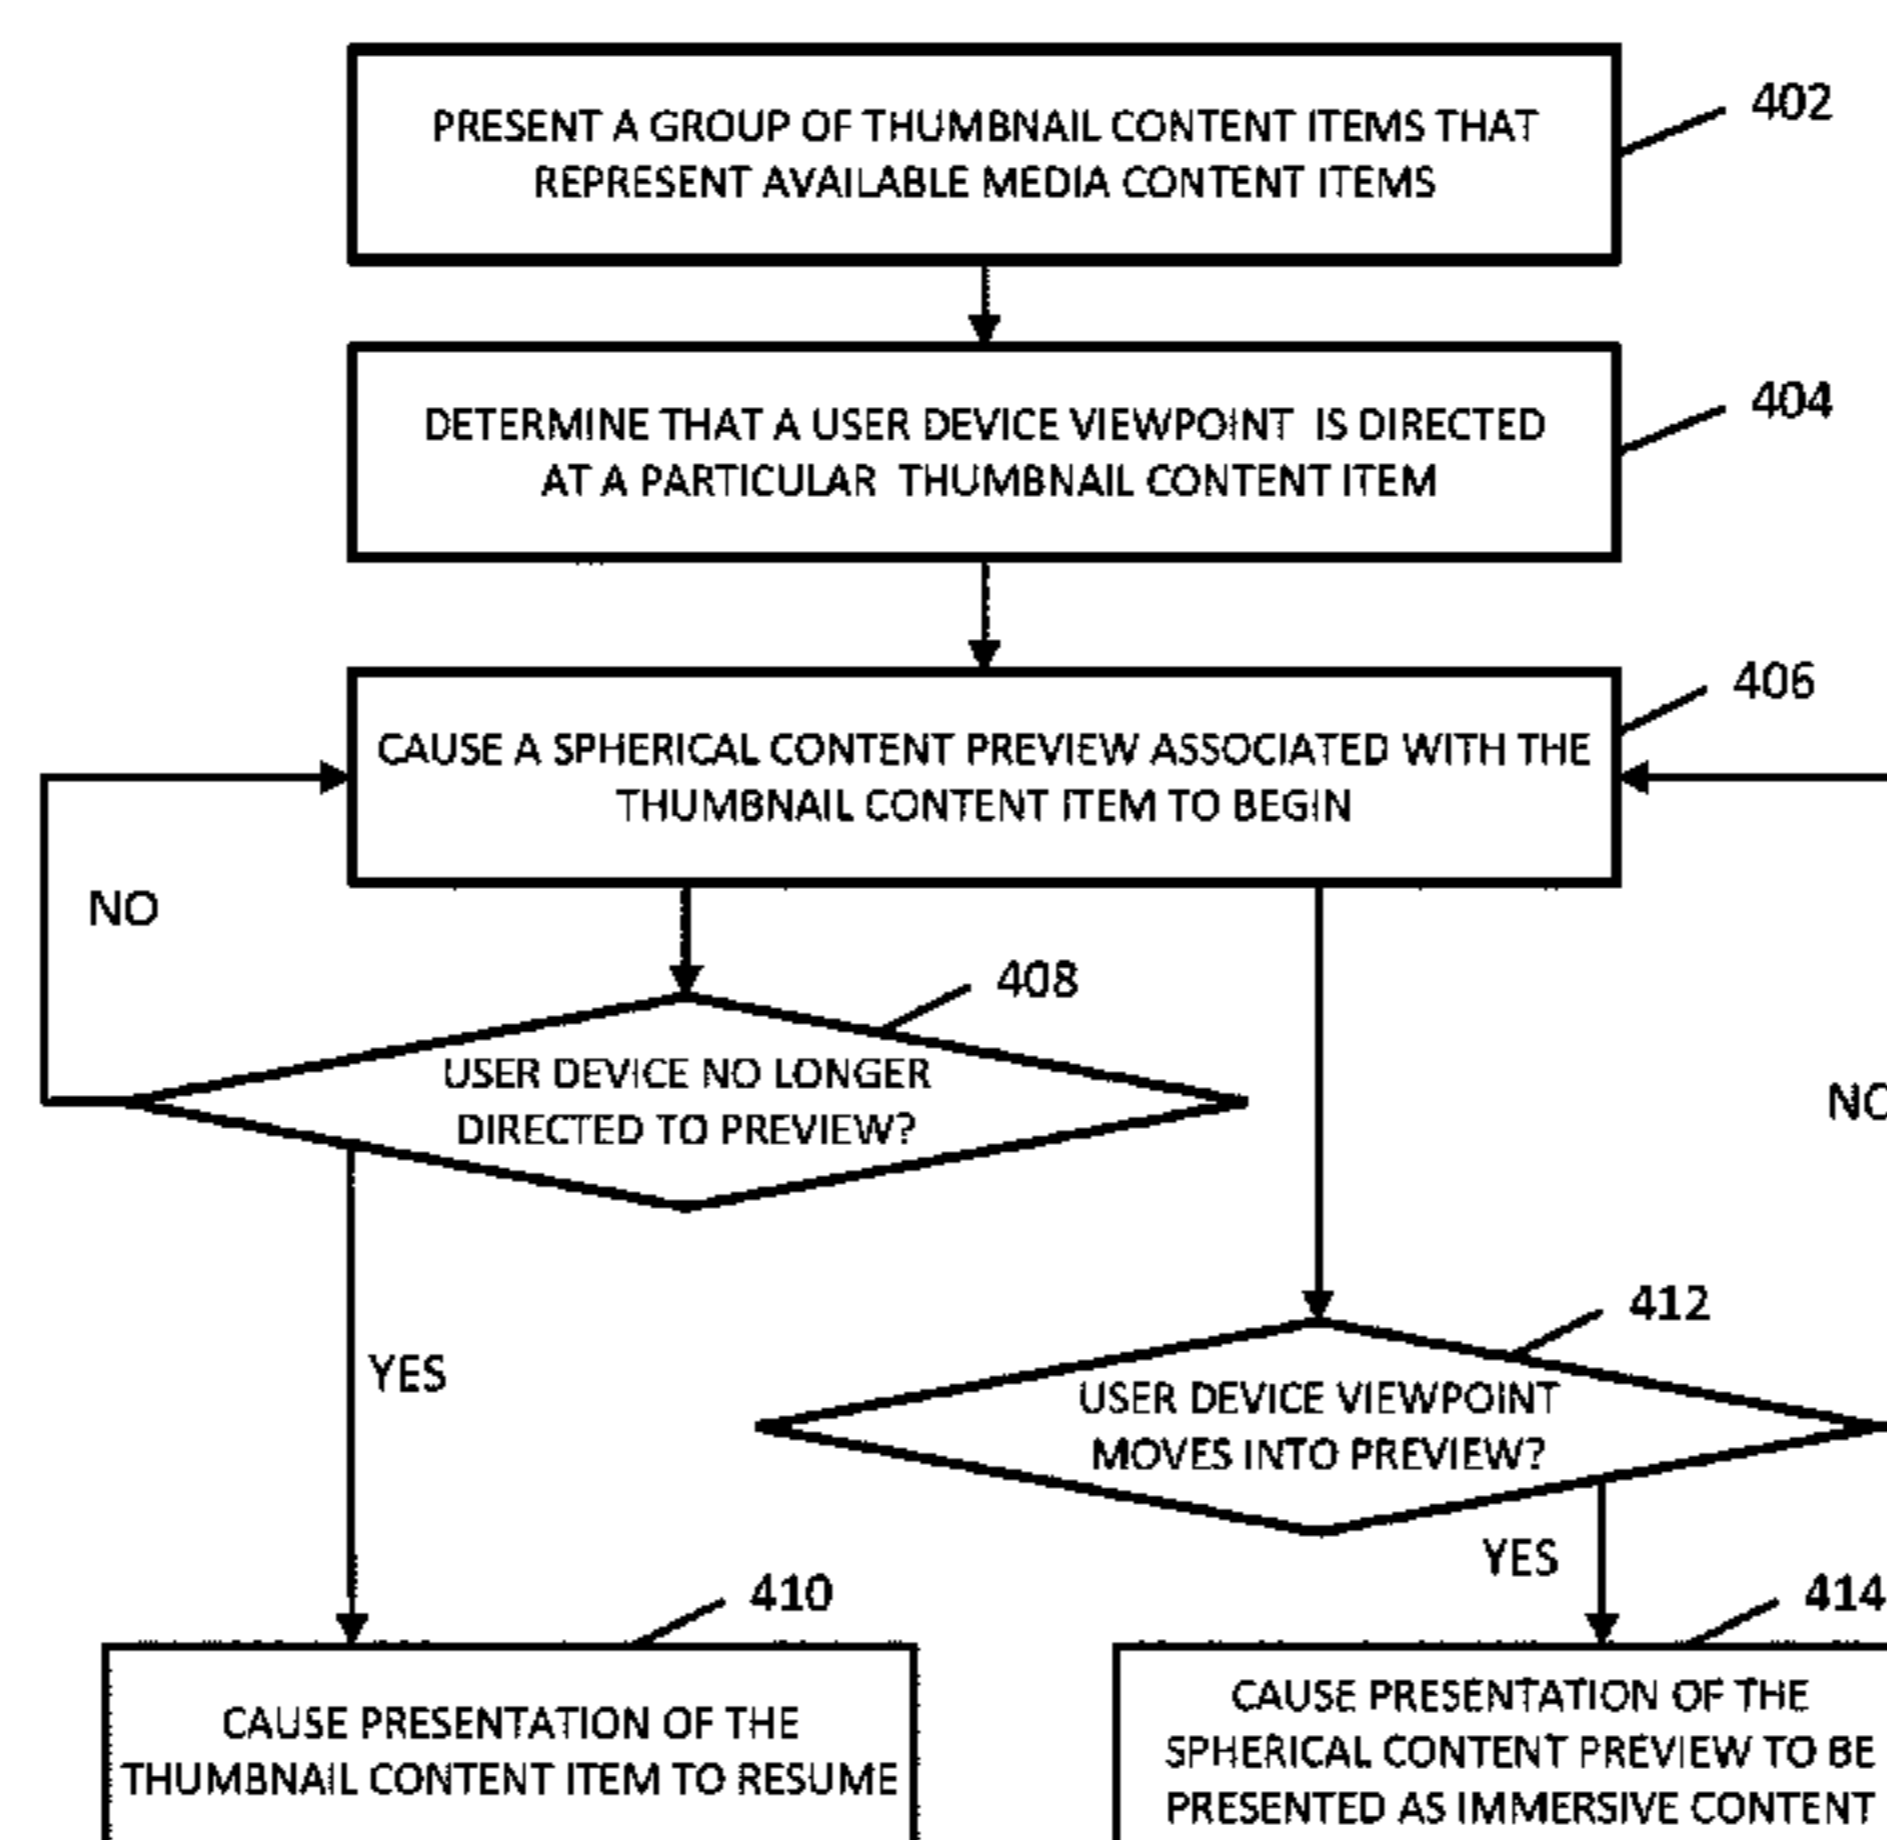 PRESENT A GROUP OF THUMBNAIL CONTENT ITEMS THAT
REPRESENT AVAILABLE MEDIA CONTENT ITEMS
402
DETERMINE THAT A USER DEVICE VIEWPOINT IS DIRECTED
AT A PARTICULAR THUMBNAIL CONTENT ITEM
404
406
CAUSE A SPHERICAL CONTENT PREVIEW ASSOCIATED WITH THE
THUMBNAIL CONTENT ITEM TO BEGIN
NO
408
USER DEVICE NO LONGER
DIRECTED TO PREVIEW?
NO
412
YES
USER DEVICE VIEWPOINT
MOVES INTO PREVIEW?
YES
410
414
CAUSE PRESENTATION OF THE
THUMBNAIL CONTENT ITEM TO RESUME
CAUSE PRESENTATION OF THE
SPHERICAL CONTENT PREVIEW TO BE
PRESENTED AS IMMERSIVE CONTENT